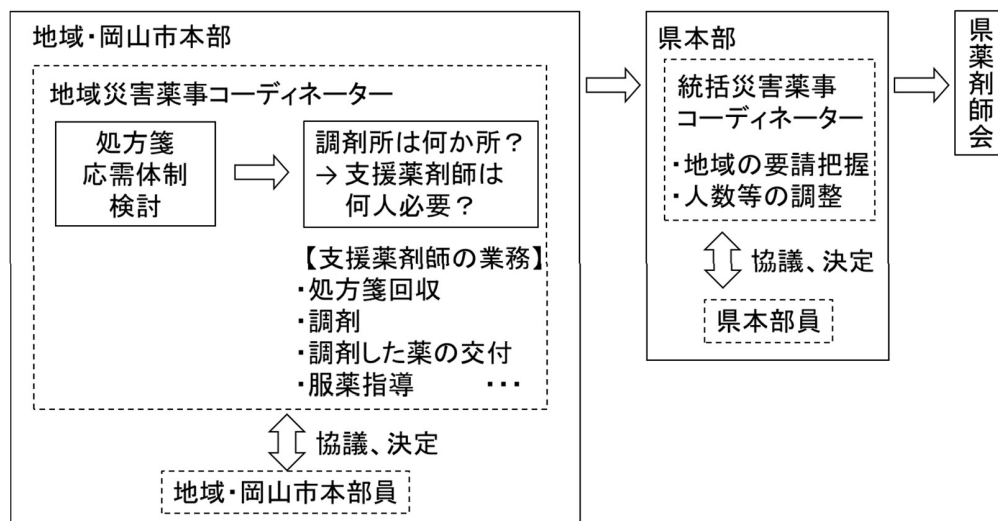 地域・岡山市本部
地域災害薬事コーディネーター
処方箋
応需体制
検討
調剤所は何か所？
→ 支援薬剤師は
何人必要？
【支援薬剤師の業務】
・処方箋回収
・調剤
・調剤した薬の交付
・服薬指導　　・・・
協議、決定
地域・岡山市本部員
県本部
統括災害薬事
コーディネーター
・地域の要請把握
・人数等の調整
協議、決定
県本部員
県薬剤師会